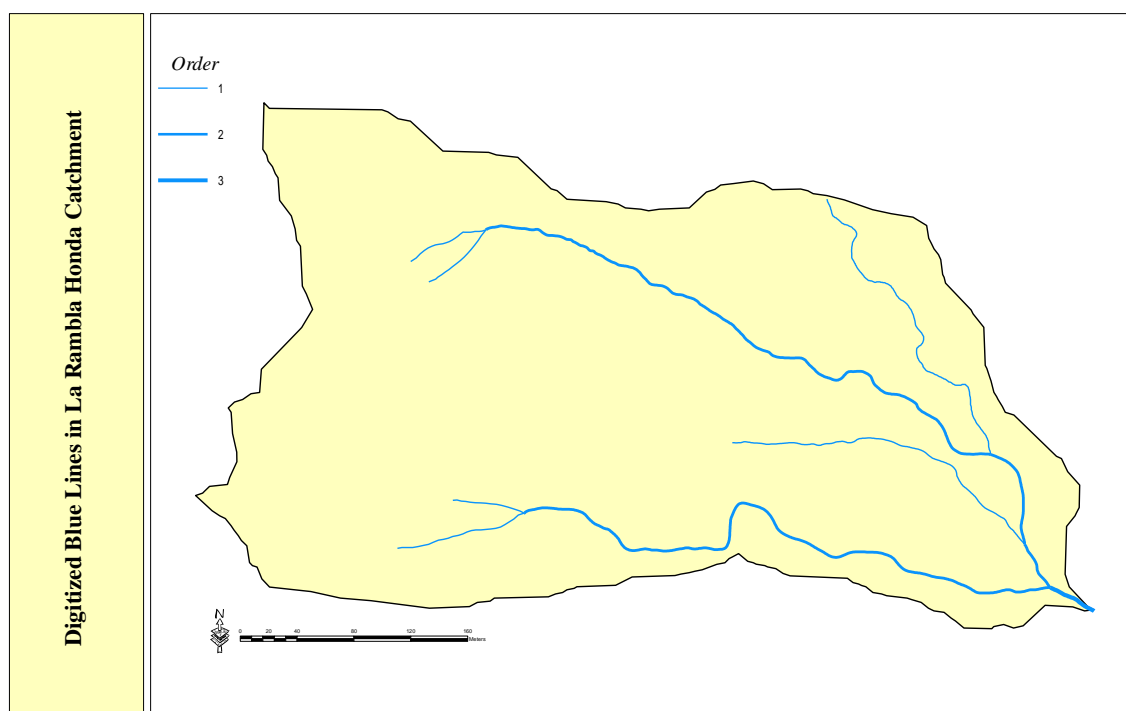 Digitized Blue Lines in La Rambla Honda Catchment
Order
1
2
3
N
0 20 40 80 120 160
Meters